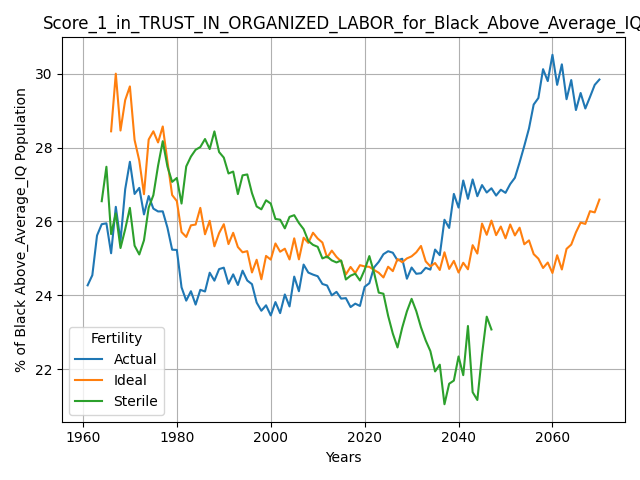 Score_1_in_TRUST_IN_ORGANIZED_LABOR_for_Black_Above_Average_IQ
% of Black Above_Average_IQ Population
30
28
26
24
22
Fertility
Actual
Ideal
Sterile
1960 1980 2000 2020 2040 2060
Years